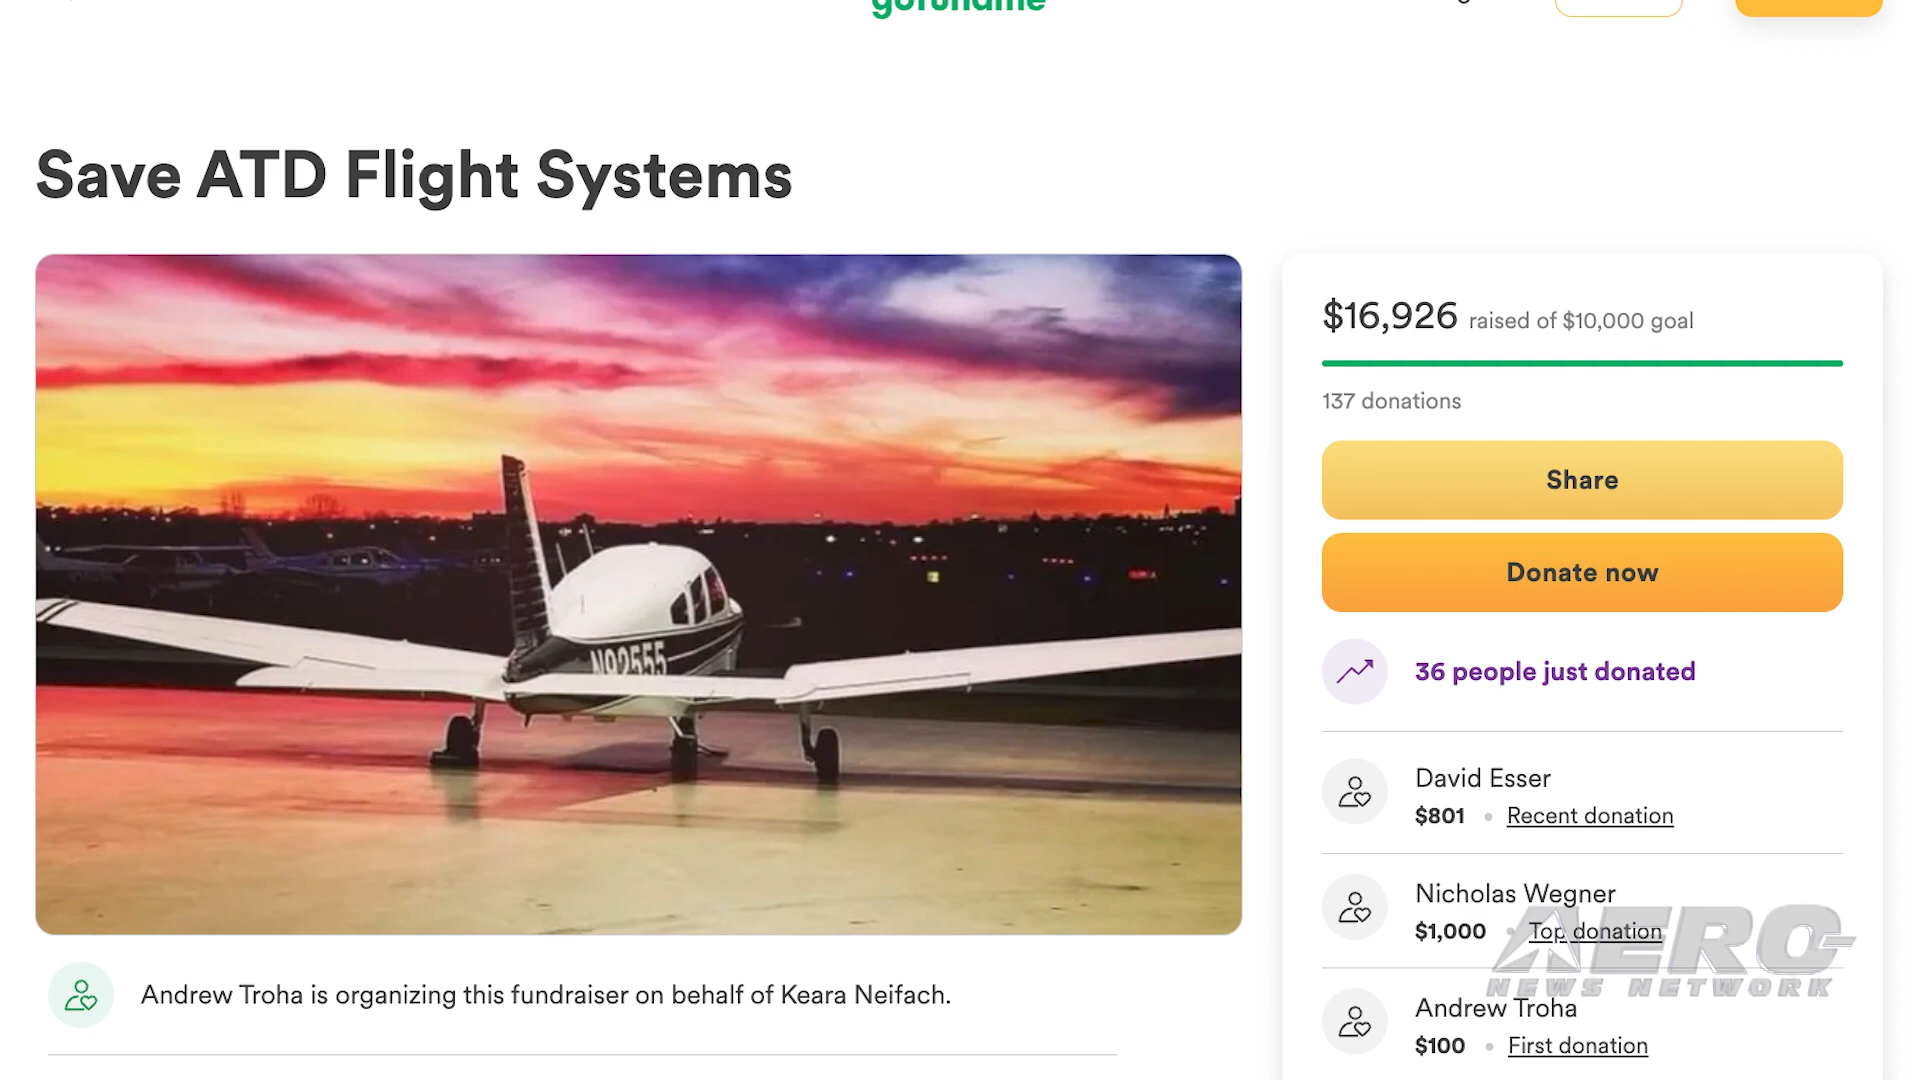 gofundme
Save ATD Flight Systems
N92555
Andrew Troha is organizing this fundraiser on behalf of Keara Neifach.
$16,926 raised of $10,000 goal
137 donations
Share
Donate now
36 people just donated
David Esser
$801 • Recent donation
Nicholas Wegner
$1,000 • Top donation
Andrew Troha
$100 • First donation
AERO-
NEWS NETWORK